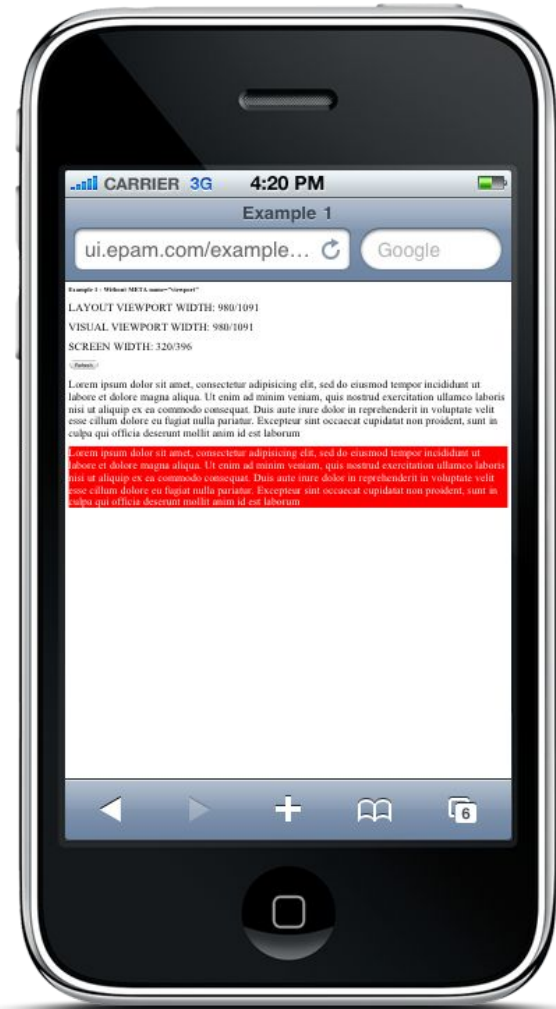 CARRIER 3G 4:20 PM
Example 1
ui.epam.com/example... Google
Example 1 - Without META name="viewport"
LAYOUT VIEWPORT WIDTH: 980/1091
VISUAL VIEWPORT WIDTH: 980/1091
SCREEN WIDTH: 320/396
Refresh
Lorem ipsum dolor sit amet, consectetur adipisicing elit, sed do eiusmod tempor incididunt ut
labore et dolore magna aliqua. Ut enim ad minim veniam, quis nostrud exercitation ullamco laboris
nisi ut aliquip ex ea commodo consequat. Duis aute irure dolor in reprehenderit in voluptate velit
esse cillum dolore eu fugiat nulla pariatur. Excepteur sint occaecat cupidatat non proident, sunt in
culpa qui officia deserunt mollit anim id est laborum
Lorem ipsum dolor sit amet, consectetur adipisicing elit, sed do eiusmod tempor incididunt ut
labore et dolore magna aliqua. Ut enim ad minim veniam, quis nostrud exercitation ullamco laboris
nisi ut aliquip ex ea commodo consequat. Duis aute irure dolor in reprehenderit in voluptate velit
esse cillum dolore eu fugiat nulla pariatur. Excepteur sint occaecat cupidatat non proident, sunt in
culpa qui officia deserunt mollit anim id est laborum
6